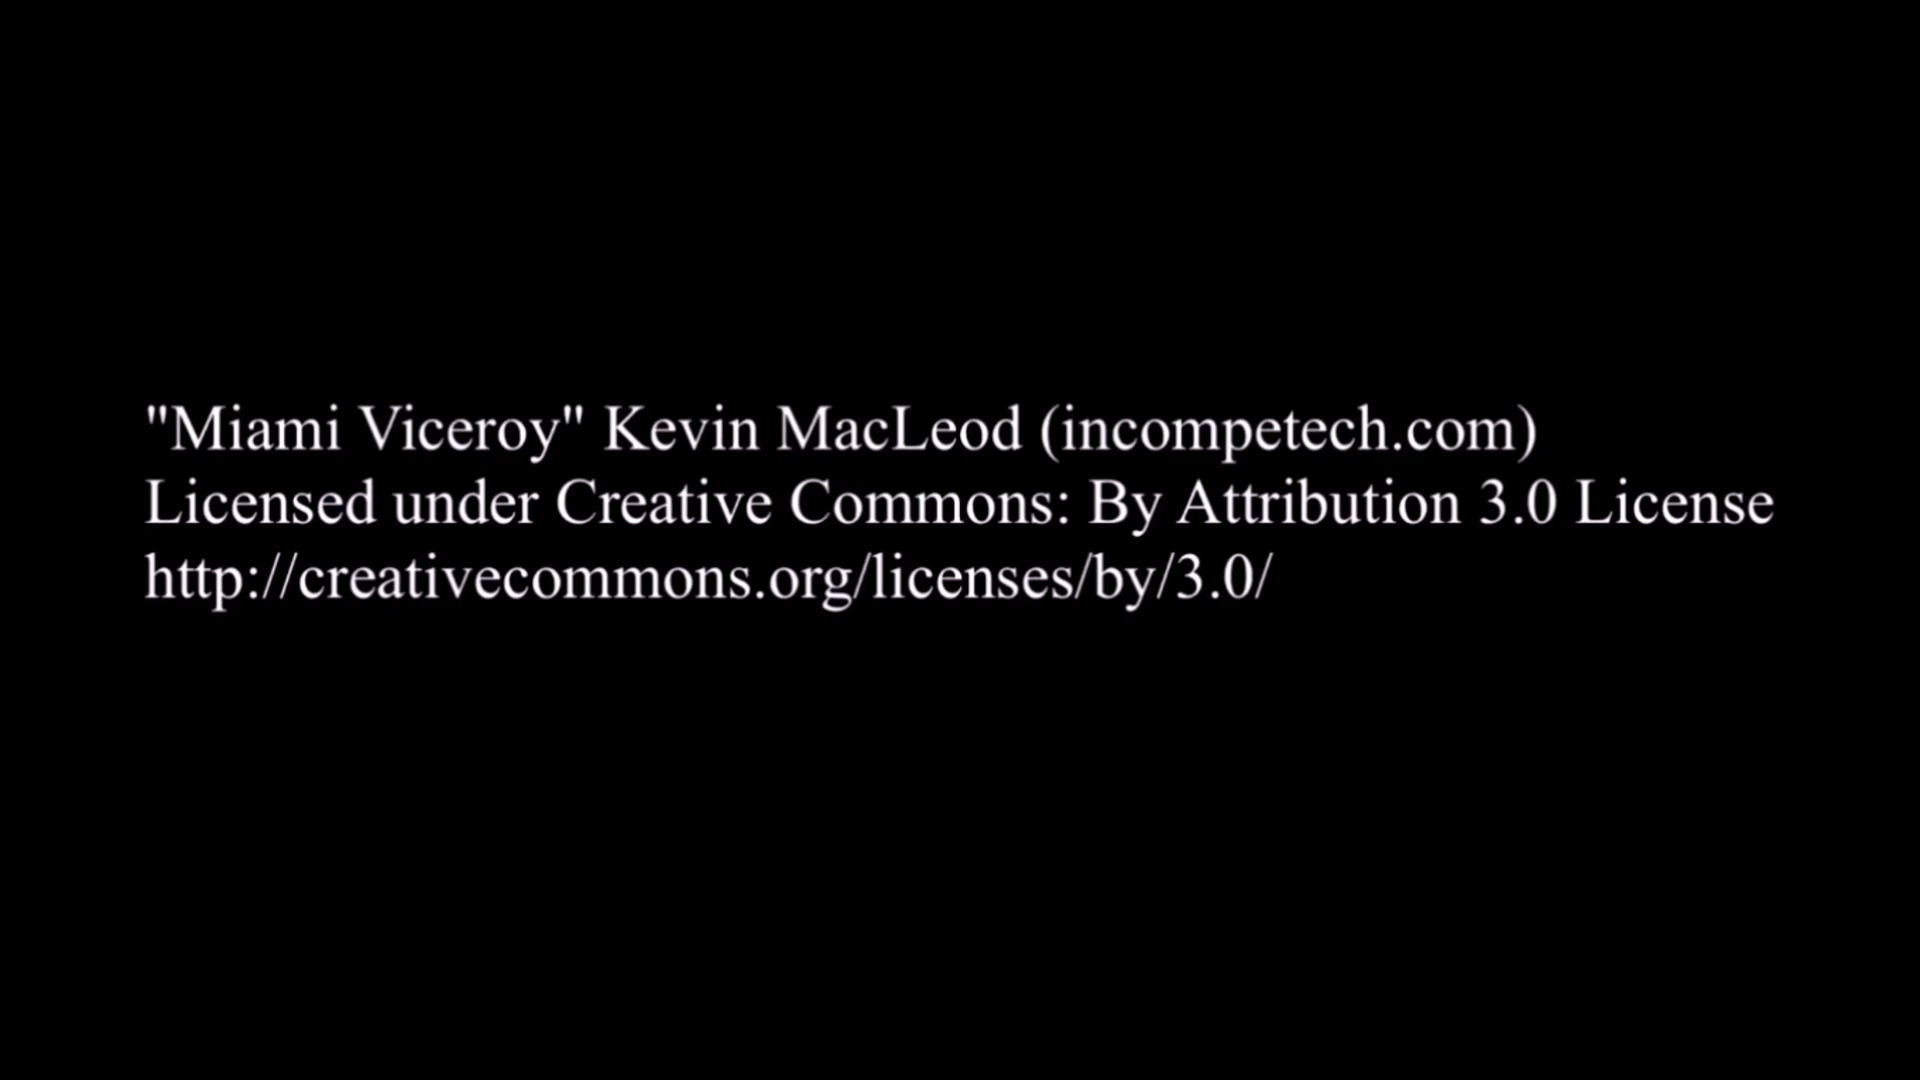 "Miami Viceroy" Kevin MacLeod (incompetech.com)
Licensed under Creative Commons: By Attribution 3.0 License
http://creativecommons.org/licenses/by/3.0/